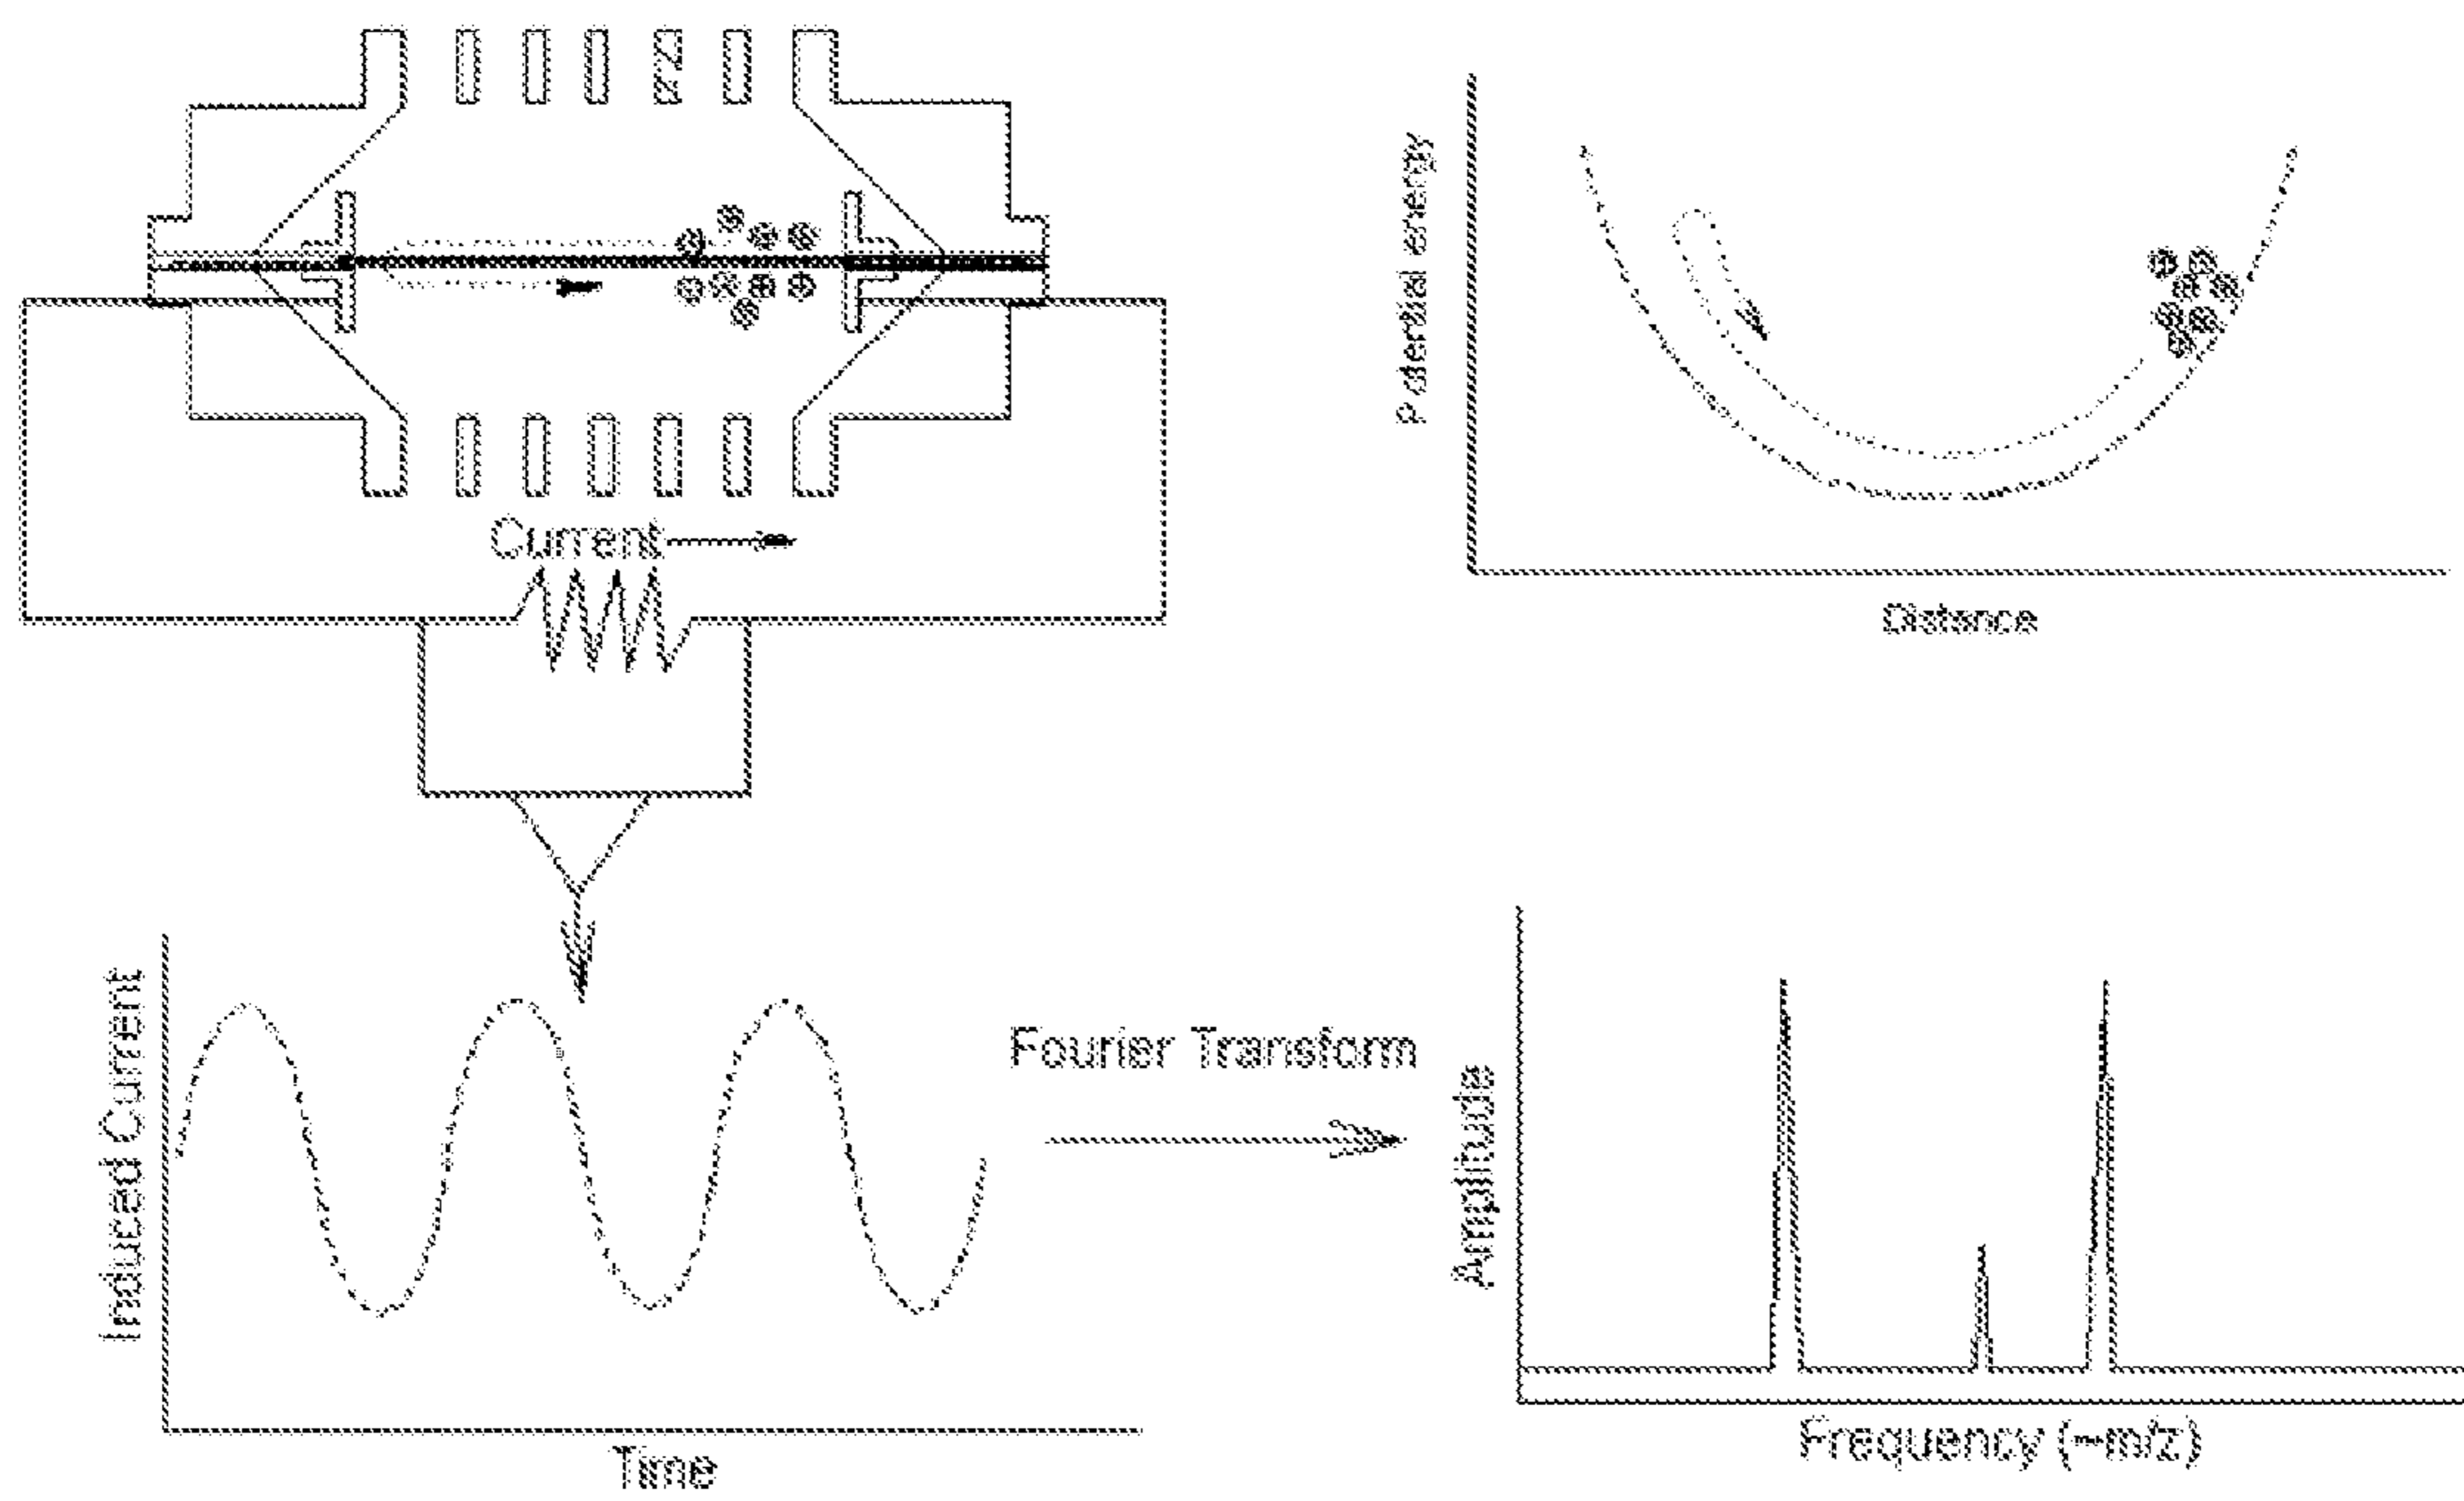 Potential energy
Distance
Current
Induced Current
Time
Fourier Transform
Amplitude
Frequency (~m/z)